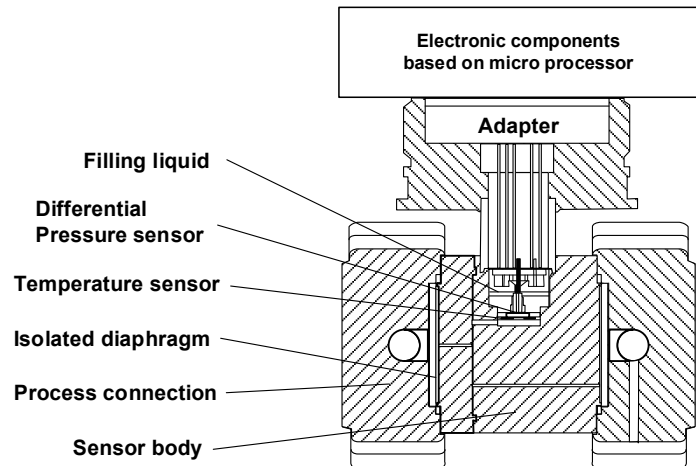 Electronic components
based on micro processor
Adapter
Filling liquid
Differential
Pressure sensor
Temperature sensor
Isolated diaphragm
Process connection
Sensor body